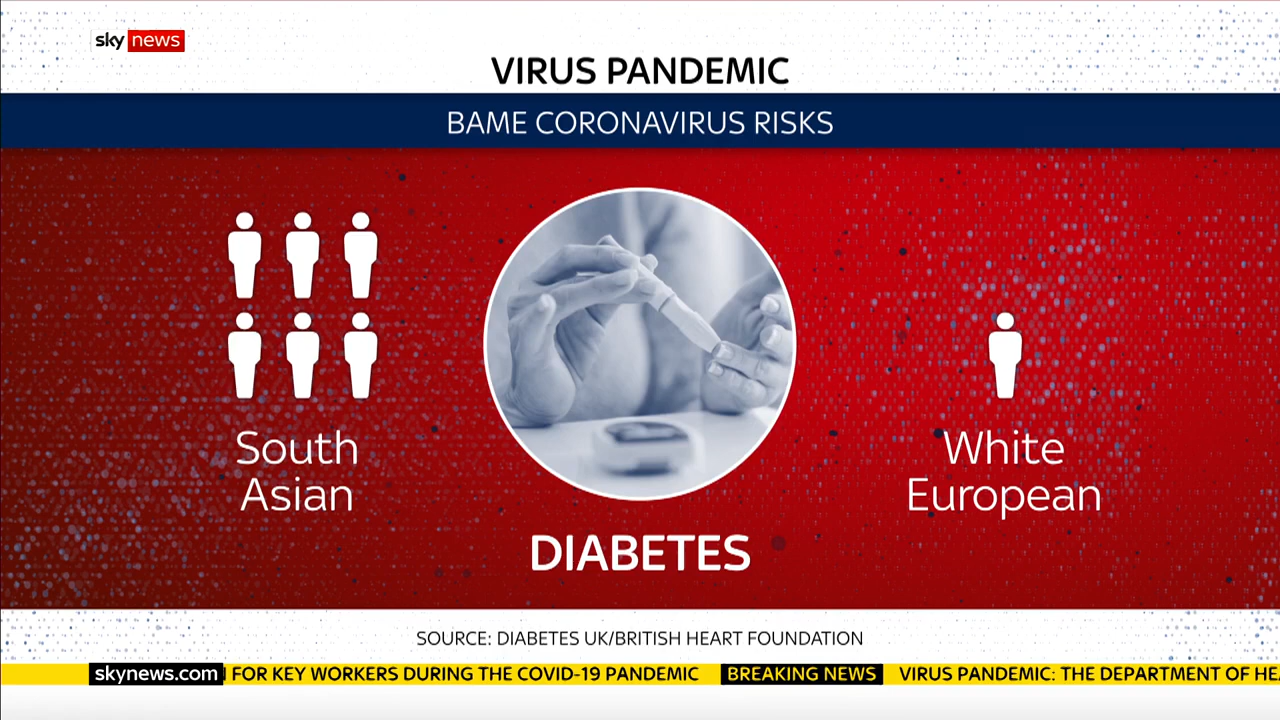 sky news
VIRUS PANDEMIC
BAME CORONAVIRUS RISKS
South
Asian
White
European
DIABETES
SOURCE: DIABETES UK/BRITISH HEART FOUNDATION
skynews.com FOR KEY WORKERS DURING THE COVID-19 PANDEMIC BREAKING NEWS VIRUS PANDEMIC: THE DEPARTMENT OF